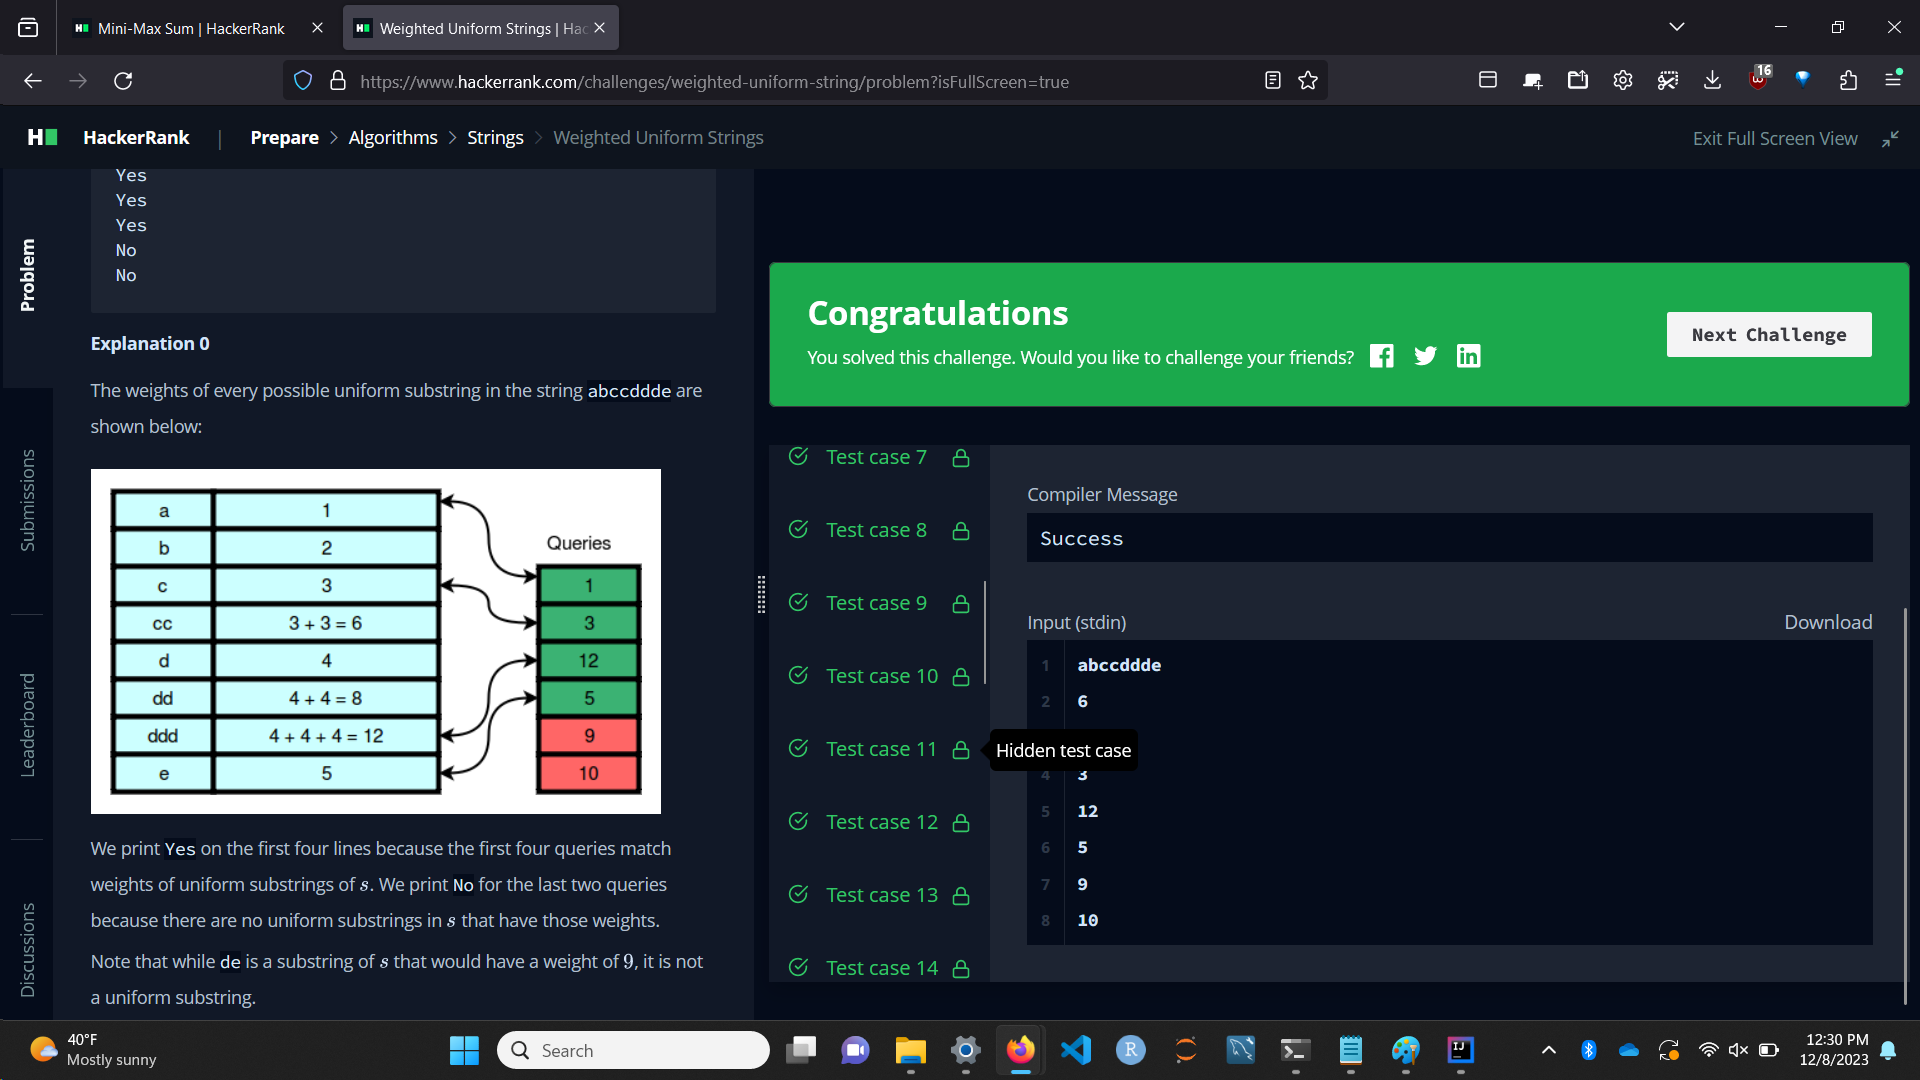 Mini-Max Sum | HackerRank
Weighted Uniform Strings | Hac
https://www.hackerrank.com/challenges/weighted-uniform-string/problem?isFullScreen=true
16
HackerRank | Prepare > Algorithms > Strings > Weighted Uniform Strings
Exit Full Screen View
Problem
Submissions
Leaderboard
Discussions
Yes
Yes
Yes
No
No
Explanation 0
The weights of every possible uniform substring in the string abccddde are
shown below:
a 1
b 2
c 3
cc 3 + 3 = 6
d 4
dd 4 + 4 = 8
ddd 4 + 4 + 4 = 12
e 5
Queries
1
3
12
5
9
10
We print Yes on the first four lines because the first four queries match
weights of uniform substrings of s. We print No for the last two queries
because there are no uniform substrings in s that have those weights.
Note that while de is a substring of s that would have a weight of 9, it is not
a uniform substring.
Congratulations
You solved this challenge. Would you like to challenge your friends?
Next Challenge
Test case 7
Test case 8
Test case 9
Test case 10
Test case 11
Test case 12
Test case 13
Test case 14
Hidden test case
Compiler Message
Success
Input (stdin)
Download
1 abccddde
2 6
4 3
5 12
6 5
7 9
8 10
40°F
Mostly sunny
Search
12:30 PM
12/8/2023